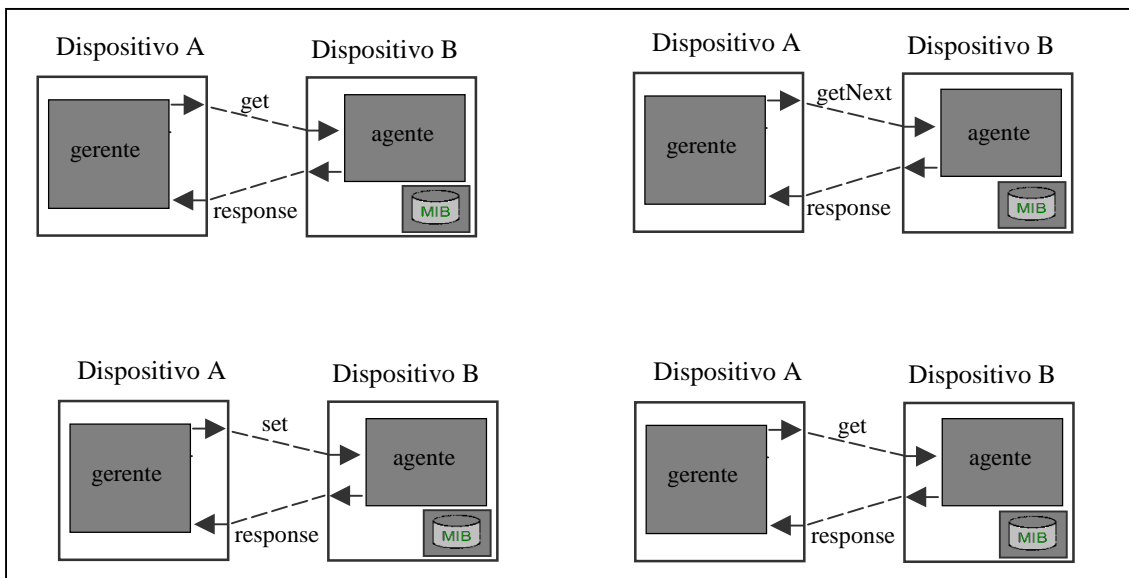 Dispositivo A
Dispositivo B
get
gerente
agente
response
MIB
Dispositivo A
Dispositivo B
getNext
gerente
agente
response
MIB
Dispositivo A
Dispositivo B
set
gerente
agente
response
MIB
Dispositivo A
Dispositivo B
get
gerente
agente
response
MIB